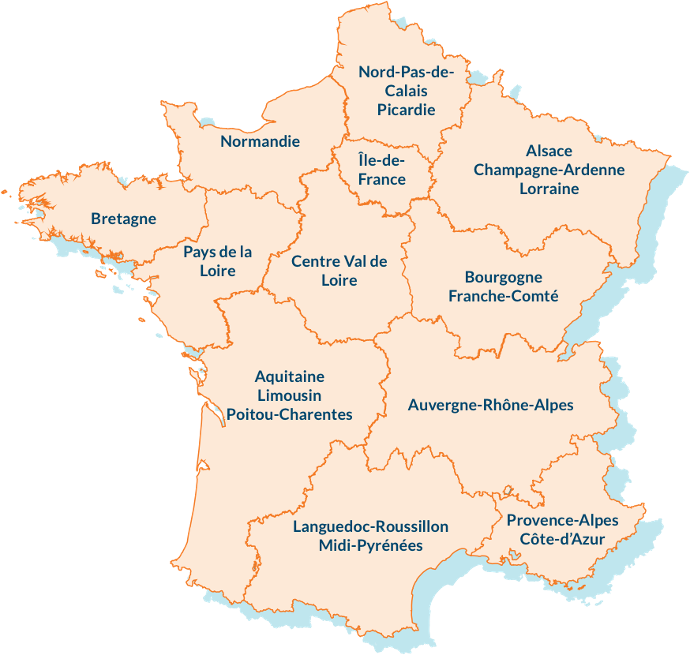 Nord-Pas-de-
Calais
Picardie
Normandie
Île-de-
France
Alsace
Champagne-Ardenne
Lorraine
Bretagne
Pays de la
Loire
Centre Val de
Loire
Bourgogne
Franche-Comté
Aquitaine
Limousin
Poitou-Charentes
Auvergne-Rhône-Alpes
Languedoc-Roussillon
Midi-Pyrénées
Provence-Alpes
Côte-d’Azur